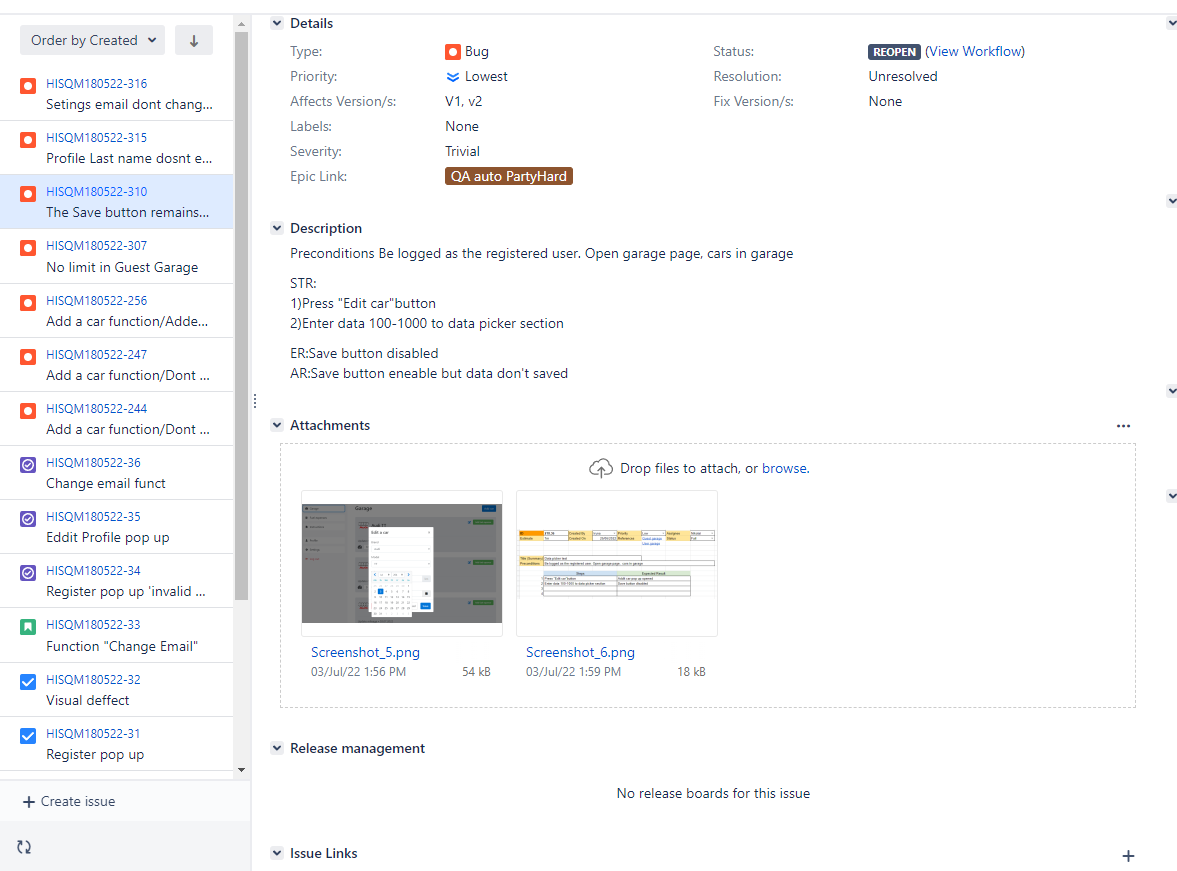 Order by Created
HISQM180522-316
Setings email dont chang...
HISQM180522-315
Profile Last name dosnt e...
HISQM180522-310
The Save button remains...
HISQM180522-307
No limit in Guest Garage
HISQM180522-256
Add a car function/Adde...
HISQM180522-247
Add a car function/Dont ...
HISQM180522-244
Add a car function/Dont ...
HISQM180522-36
Change email funct
HISQM180522-35
Eddit Profile pop up
HISQM180522-34
Register pop up 'invalid ...
HISQM180522-33
Function "Change Email"
HISQM180522-32
Visual deffect
HISQM180522-31
Register pop up
+ Create issue
Details
Type: Bug Status: REOPEN (View Workflow)
Priority: Lowest Resolution: Unresolved
Affects Version/s: V1, v2 Fix Version/s: None
Labels: None
Severity: Trivial
Epic Link: QA auto PartyHard
Description
Preconditions Be logged as the registered user. Open garage page, cars in garage
STR:
1)Press "Edit car"button
2)Enter data 100-1000 to data picker section
ER:Save button disabled
AR:Save button eneable but data don't saved
Attachments
Drop files to attach, or browse.
Garage
Screenshot_5.png Screenshot_6.png
03/Jul/22 1:56 PM 54 kB 03/Jul/22 1:59 PM 18 kB
Release management
No release boards for this issue
Issue Links